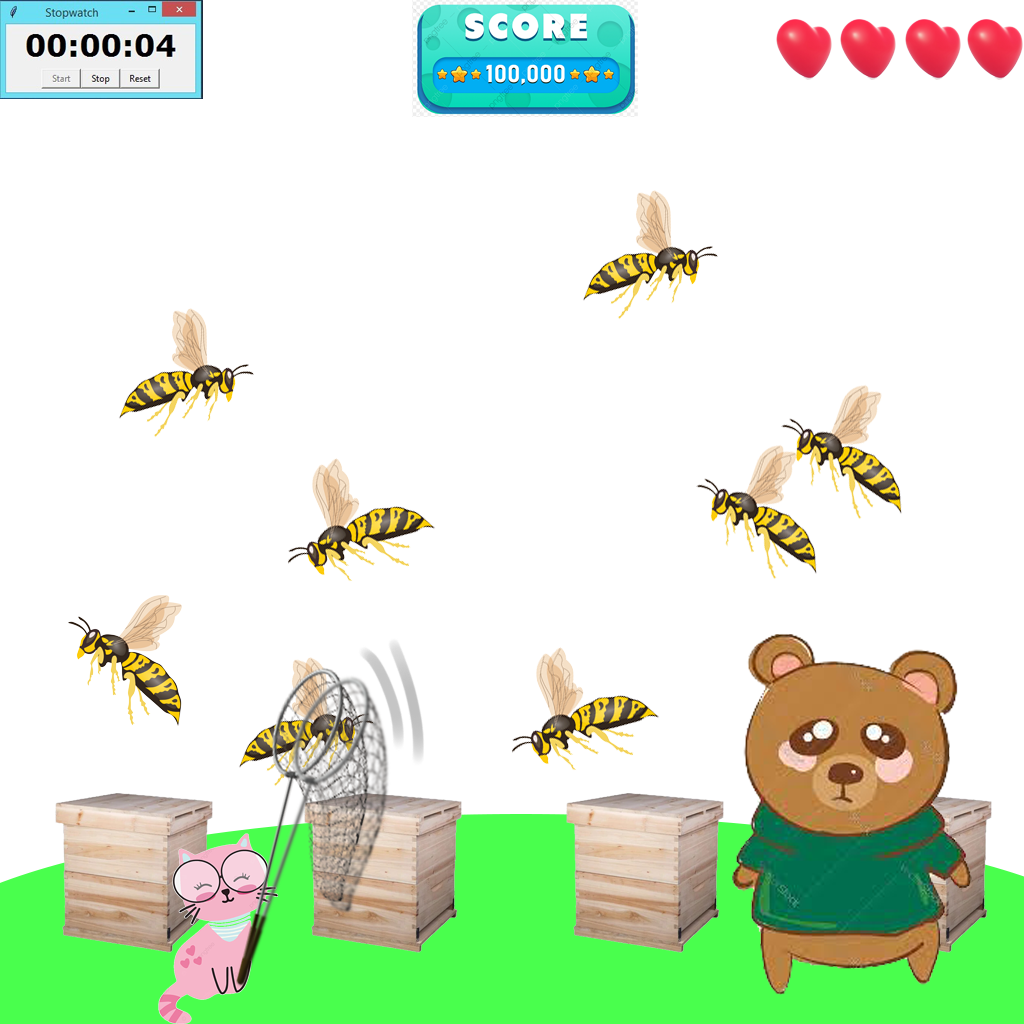 Stopwatch
00:00:04
Start Stop Reset
SCORE
100,000